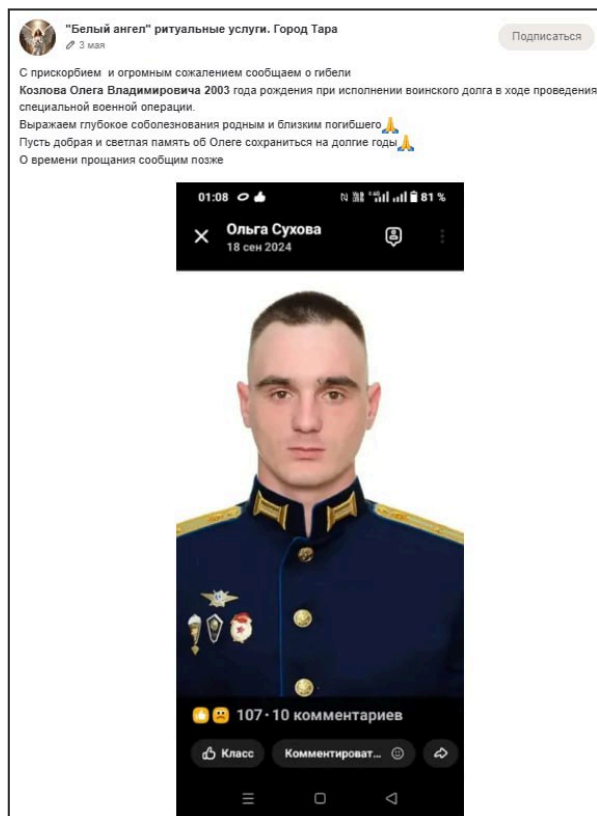 "Белый ангел" ритуальные услуги. Город Тара
3 мая
Подписаться
С прискорбием и огромным сожалением сообщаем о гибели
Козлова Олега Владимировича 2003 года рождения при исполнении воинского долга в ходе проведения
специальной военной операции.
Выражаем глубокое соболезнования родным и близким погибшего🙏
Пусть добрая и светлая память об Олеге сохраниться на долгие годы🙏
О времени прощания сообщим позже
01:08
81 %
Ольга Сухова
18 сен 2024
107 · 10 комментариев
Класс
Комментироват...